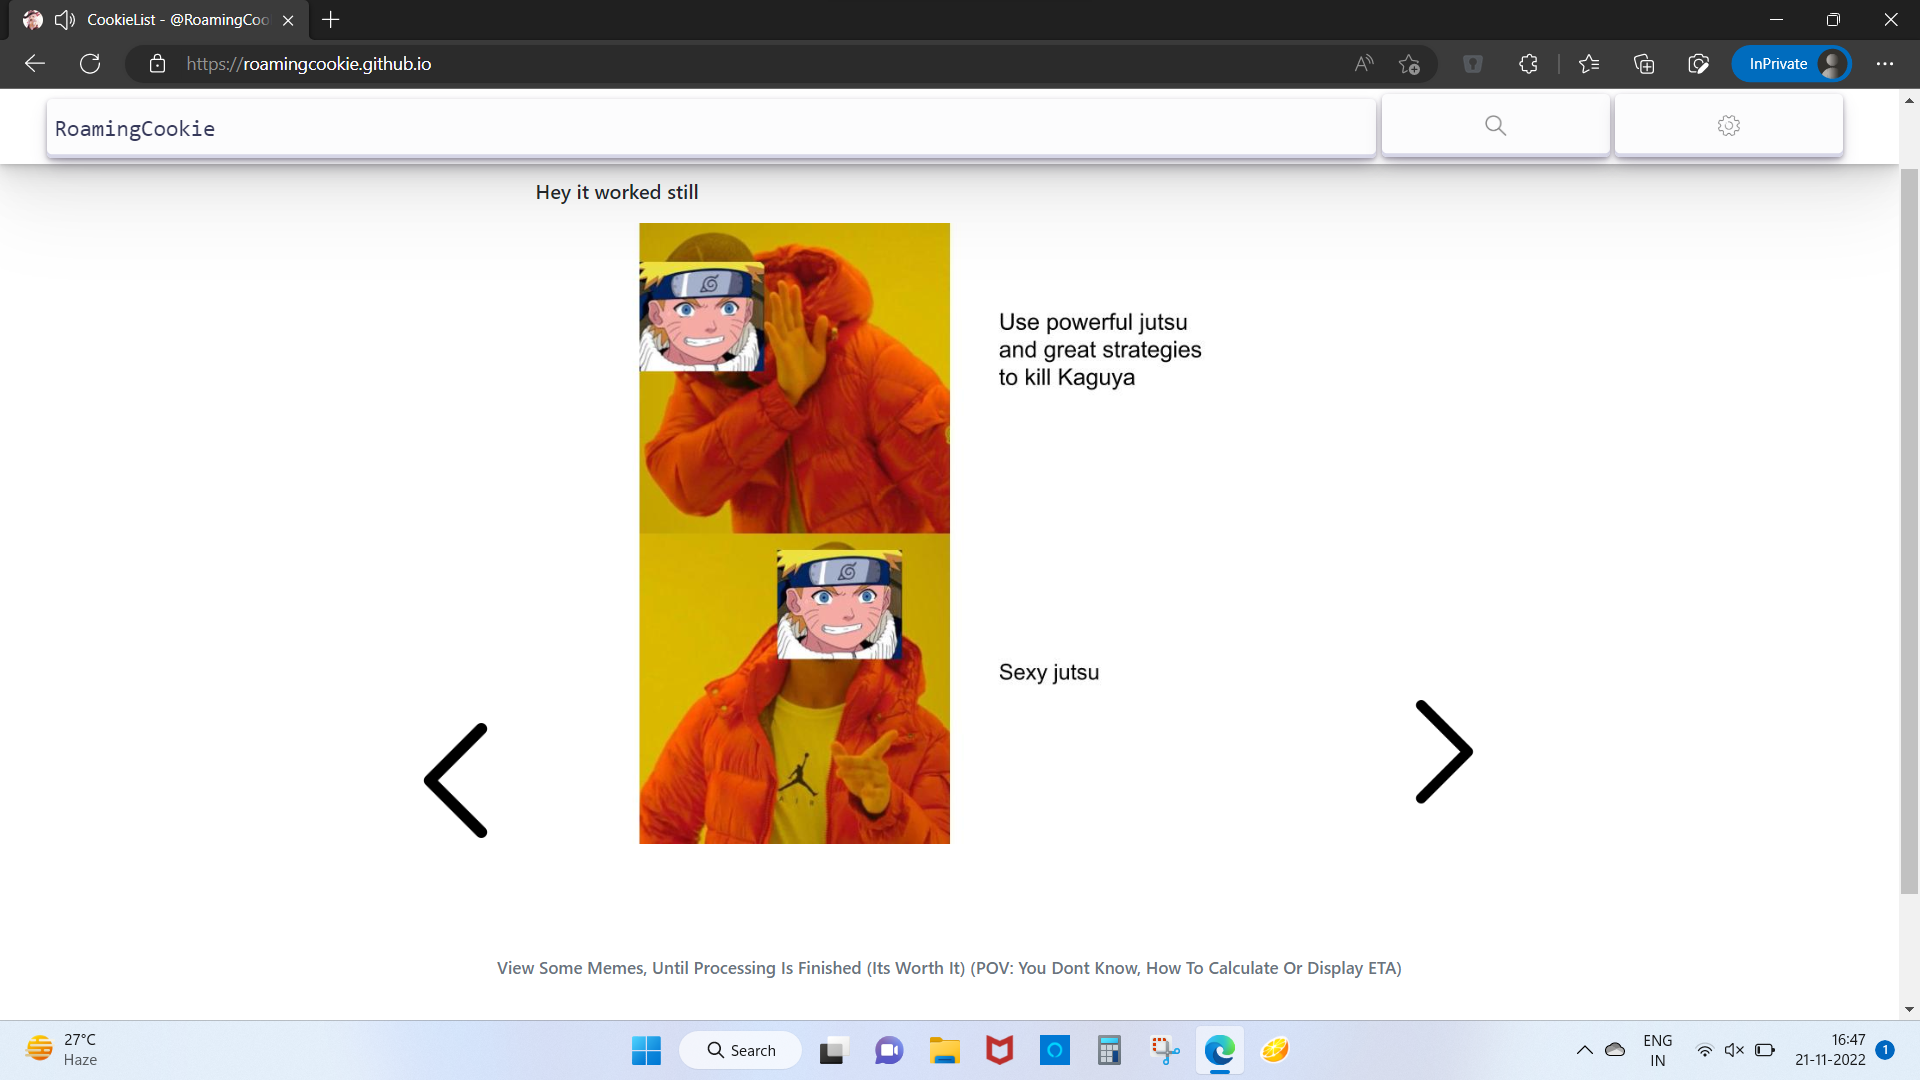 CookieList - @RoamingCoo
https://roamingcookie.github.io
InPrivate
RoamingCookie
Hey it worked still
Use powerful jutsu
and great strategies
to kill Kaguya
Sexy jutsu
View Some Memes, Until Processing Is Finished (Its Worth It) (POV: You Dont Know, How To Calculate Or Display ETA)
27°C
Haze
Search
ENG
IN
16:47
21-11-2022
1